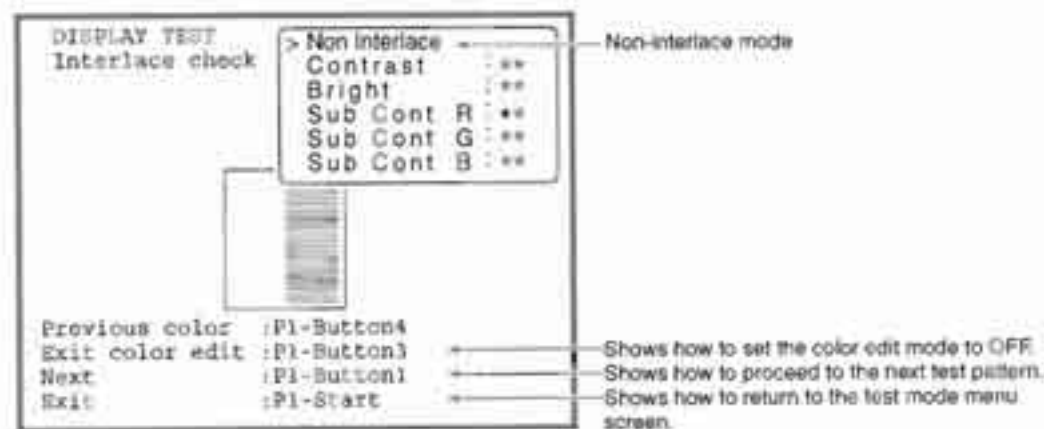 DISPLAY TEST
Interlace check
> Non Interlace
Contrast : **
Bright : **
Sub Cont R : **
Sub Cont G : **
Sub Cont B : **
Non-interlace mode
Previous color :P1-Button4
Exit color edit :P1-Button3
Next :P1-Button1
Exit :P1-Start
Shows how to set the color edit mode to OFF.
Shows how to proceed to the next test pattern.
Shows how to return to the test mode menu
screen.